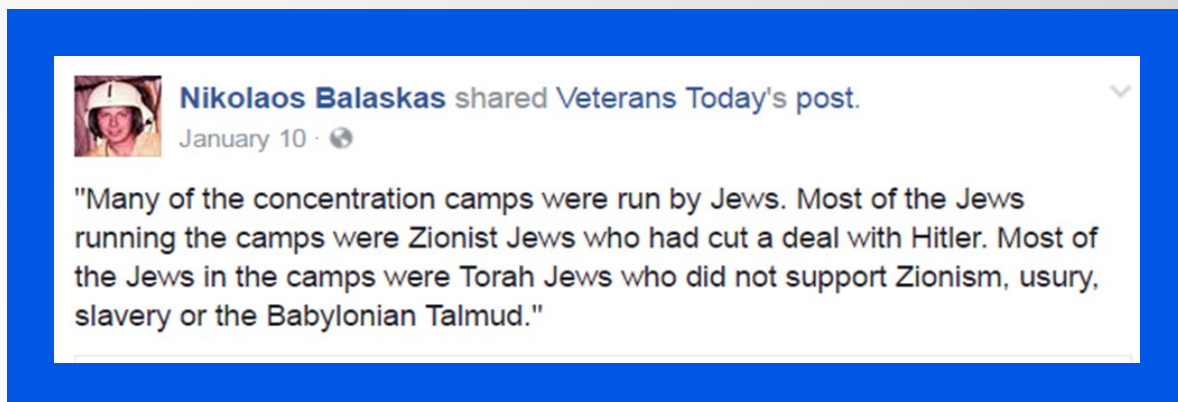 Nikolaos Balaskas shared Veterans Today's post.
January 10 ·
"Many of the concentration camps were run by Jews. Most of the Jews
running the camps were Zionist Jews who had cut a deal with Hitler. Most of
the Jews in the camps were Torah Jews who did not support Zionism, usury,
slavery or the Babylonian Talmud."